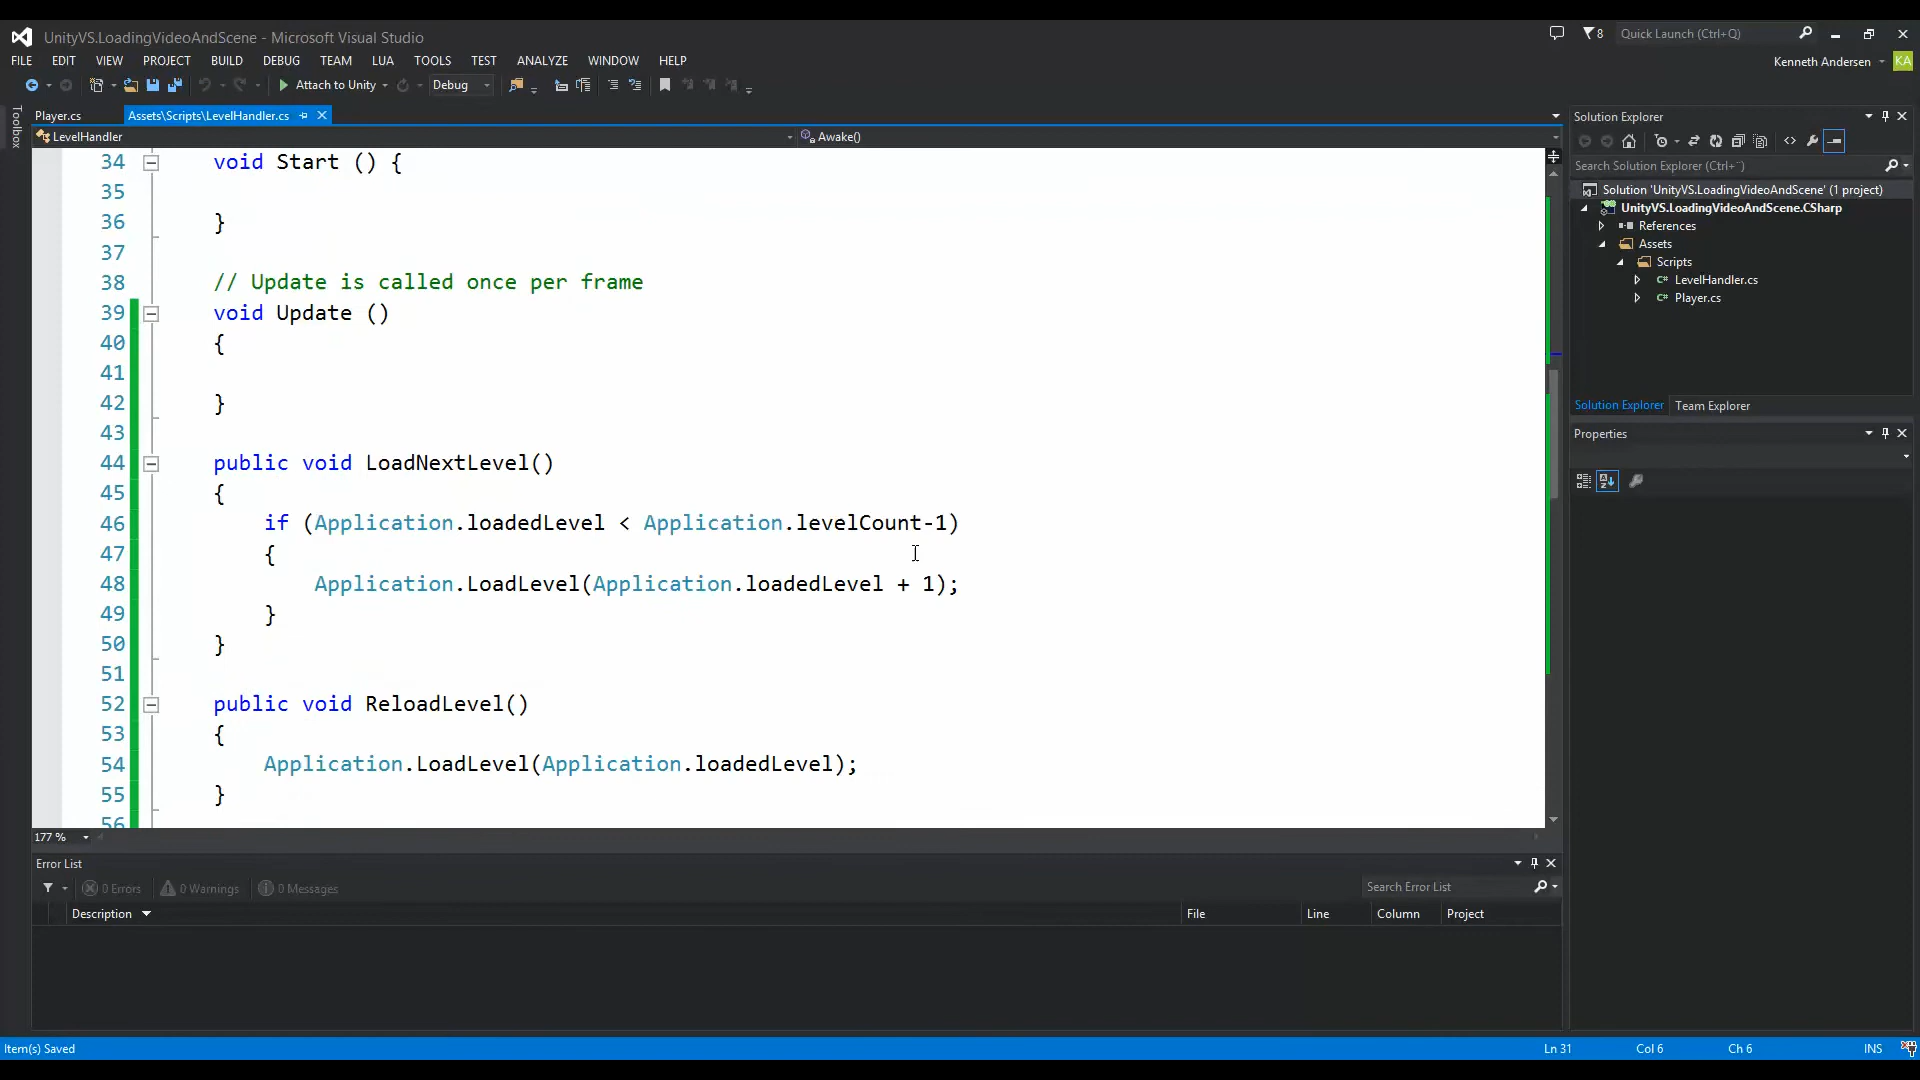 UnityVS.LoadingVideoAndScene - Microsoft Visual Studio
8
Quick Launch (Ctrl+Q)
FILE EDIT VIEW PROJECT BUILD DEBUG TEAM LUA TOOLS TEST ANALYZE WINDOW HELP
Kenneth Andersen KA
Attach to Unity
Debug
Toolbox
Player.cs
Assets\Scripts\LevelHandler.cs
LevelHandler
Awake()
34 void Start () {
35
36 }
37
38 // Update is called once per frame
39 void Update ()
40 {
41
42 }
43
44 public void LoadNextLevel()
45 {
46 if (Application.loadedLevel < Application.levelCount-1)
47 {
48 Application.LoadLevel(Application.loadedLevel + 1);
49 }
50 }
51
52 public void ReloadLevel()
53 {
54 Application.LoadLevel(Application.loadedLevel);
55 }
56
177 %
Solution Explorer
Search Solution Explorer (Ctrl+¨)
Solution 'UnityVS.LoadingVideoAndScene' (1 project)
UnityVS.LoadingVideoAndScene.CSharp
References
Assets
Scripts
C# LevelHandler.cs
C# Player.cs
Solution Explorer Team Explorer
Properties
Error List
0 Errors 0 Warnings 0 Messages
Search Error List
Description File Line Column Project
Item(s) Saved Ln 31 Col 6 Ch 6 INS